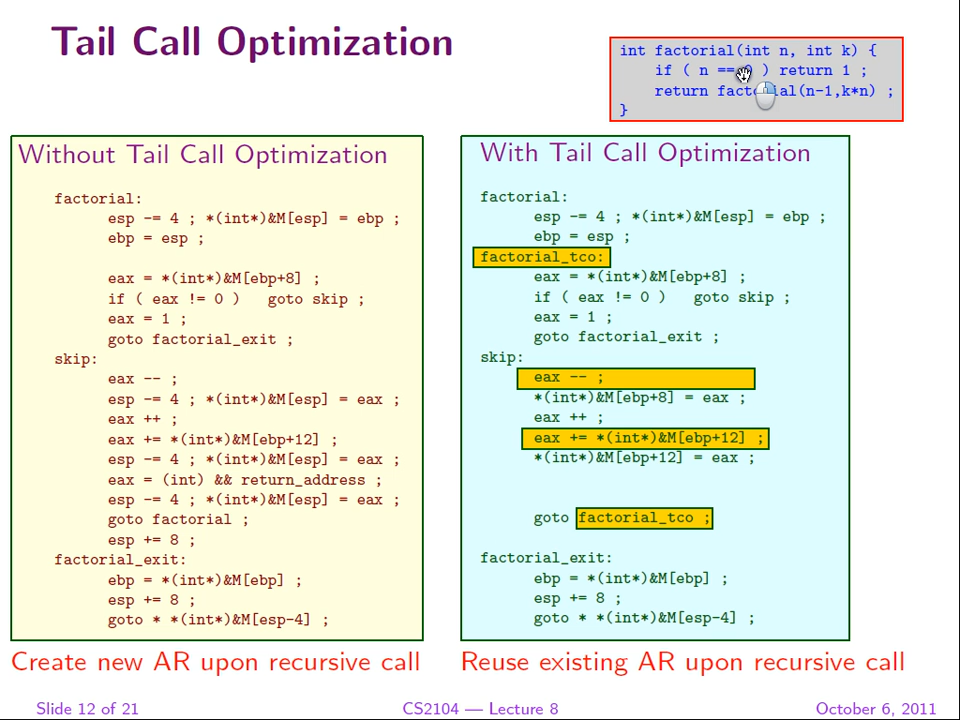 Tail Call Optimization
int factorial(int n, int k) {
if ( n == 0 ) return 1 ;
return factorial(n-1,k*n) ;
}
Without Tail Call Optimization
factorial:
esp -= 4 ; *(int*)&M[esp] = ebp ;
ebp = esp ;
eax = *(int*)&M[ebp+8] ;
if ( eax != 0 ) goto skip ;
eax = 1 ;
goto factorial_exit ;
skip:
eax -- ;
esp -= 4 ; *(int*)&M[esp] = eax ;
eax ++ ;
eax += *(int*)&M[ebp+12] ;
esp -= 4 ; *(int*)&M[esp] = eax ;
eax = (int) && return_address ;
esp -= 4 ; *(int*)&M[esp] = eax ;
goto factorial ;
esp += 8 ;
factorial_exit:
ebp = *(int*)&M[ebp] ;
esp += 8 ;
goto * *(int*)&M[esp-4] ;
Create new AR upon recursive call
With Tail Call Optimization
factorial:
esp -= 4 ; *(int*)&M[esp] = ebp ;
ebp = esp ;
factorial_tco:
eax = *(int*)&M[ebp+8] ;
if ( eax != 0 ) goto skip ;
eax = 1 ;
goto factorial_exit ;
skip:
eax -- ;
*(int*)&M[ebp+8] = eax ;
eax ++ ;
eax += *(int*)&M[ebp+12] ;
*(int*)&M[ebp+12] = eax ;
goto factorial_tco ;
factorial_exit:
ebp = *(int*)&M[ebp] ;
esp += 8 ;
goto * *(int*)&M[esp-4] ;
Reuse existing AR upon recursive call
Slide 12 of 21
CS2104 — Lecture 8
October 6, 2011